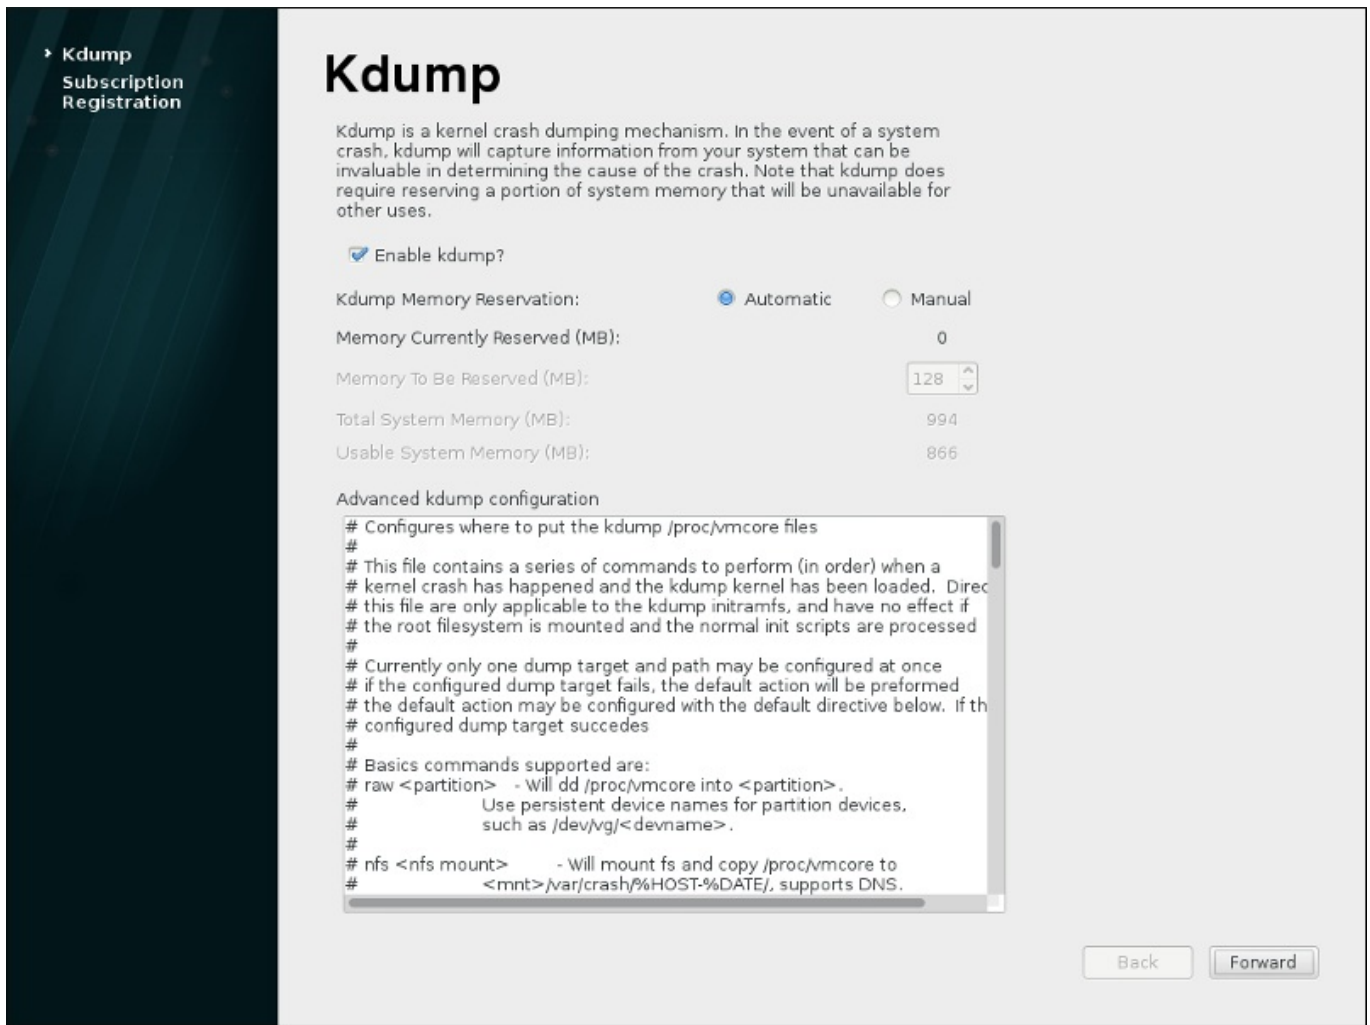 Kdump
Subscription
Registration
Kdump
Kdump is a kernel crash dumping mechanism. In the event of a system
crash, kdump will capture information from your system that can be
invaluable in determining the cause of the crash. Note that kdump does
require reserving a portion of system memory that will be unavailable for
other uses.
Enable kdump?
Kdump Memory Reservation: Automatic Manual
Memory Currently Reserved (MB): 0
Memory To Be Reserved (MB): 128
Total System Memory (MB): 994
Usable System Memory (MB): 866
Advanced kdump configuration
# Configures where to put the kdump /proc/vmcore files
#
# This file contains a series of commands to perform (in order) when a
# kernel crash has happened and the kdump kernel has been loaded.  Direc
# this file are only applicable to the kdump initramfs, and have no effect if
# the root filesystem is mounted and the normal init scripts are processed
#
# Currently only one dump target and path may be configured at once
# if the configured dump target fails, the default action will be preformed
# the default action may be configured with the default directive below.  If th
# configured dump target succedes
#
# Basics commands supported are:
# raw <partition>   - Will dd /proc/vmcore into <partition>.
#                     Use persistent device names for partition devices,
#                     such as /dev/vg/<devname>.
#
# nfs <nfs mount>         - Will mount fs and copy /proc/vmcore to
#                     <mnt>/var/crash/%HOST-%DATE/, supports DNS.
Back Forward